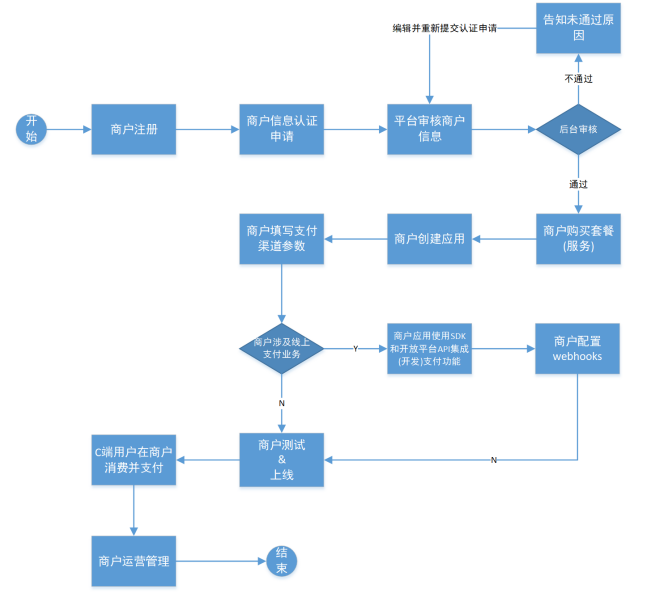 告知未通过原
因
编辑并重新提交认证申请
不通过
开
始
商户注册
商户信息认证
申请
平台审核商户
信息
后台审核
通过
商户填写支付
渠道参数
商户创建应用
商户购买套餐
(服务)
商户涉及线上
支付业务
Y
商户应用使用SDK
和开放平台API集成
(开发)支付功能
商户配置
webhooks
N
C端用户在商户
消费并支付
商户测试
&
上线
N
商户运营管理
结
束